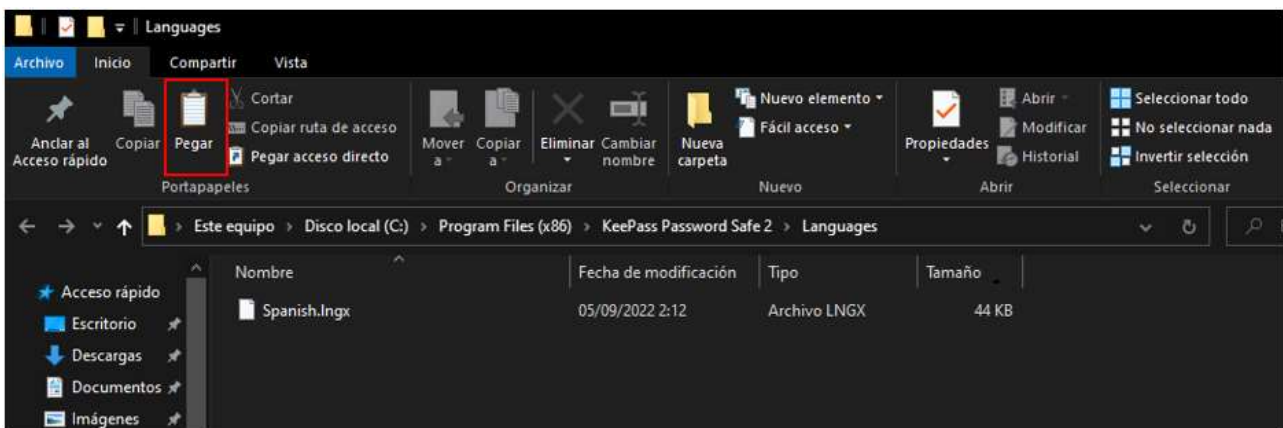 Languages
Archivo Inicio Compartir Vista
Anclar al Acceso rápido
Copiar
Pegar
Cortar
Copiar ruta de acceso
Pegar acceso directo
Portapapeles
Mover a
Copiar a
Eliminar
Cambiar nombre
Organizar
Nueva carpeta
Nuevo elemento
Fácil acceso
Nuevo
Propiedades
Abrir
Modificar
Historial
Abrir
Seleccionar todo
No seleccionar nada
Invertir selección
Seleccionar
Este equipo > Disco local (C:) > Program Files (x86) > KeePass Password Safe 2 > Languages
Nombre Fecha de modificación Tipo Tamaño
Spanish.lngx 05/09/2022 2:12 Archivo LNGX 44 KB
Acceso rápido
Escritorio
Descargas
Documentos
Imágenes